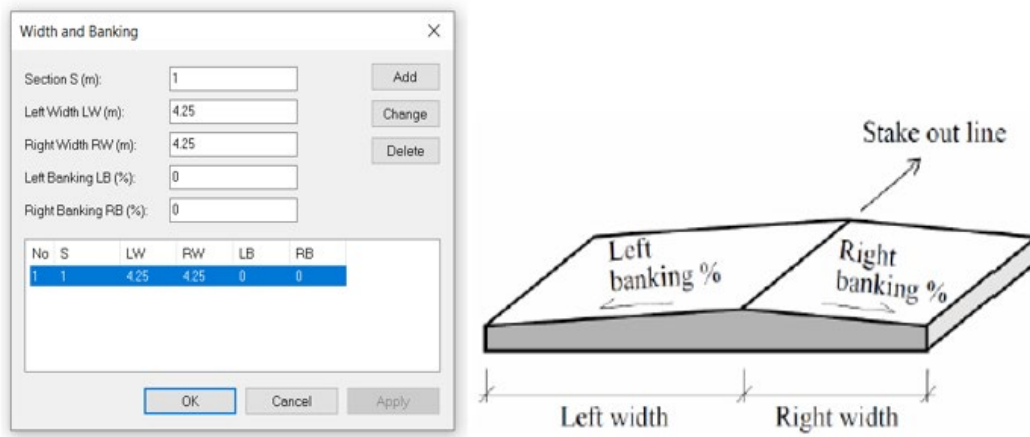 Width and Banking
Section S (m): 1 Add
Left Width LW (m): 4.25 Change
Right Width RW (m): 4.25 Delete
Left Banking LB (%): 0
Right Banking RB (%): 0
No S LW RW LB RB
1 1 4.25 4.25 0 0
OK Cancel Apply
Stake out line
Left
banking %
Right
banking %
Left width Right width